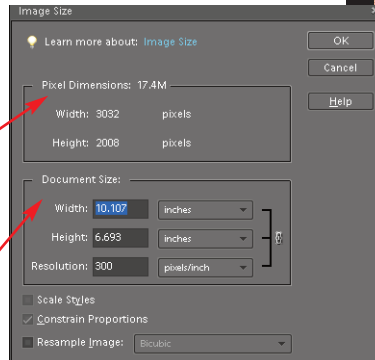 Image Size
Learn more about: Image Size
OK
Cancel
Help
Pixel Dimensions: 17.4M
Width: 3032 pixels
Height: 2008 pixels
Document Size:
Width: 10.107 inches
Height: 6.693 inches
Resolution: 300 pixels/inch
Scale Styles
Constrain Proportions
Resample Image: Bicubic